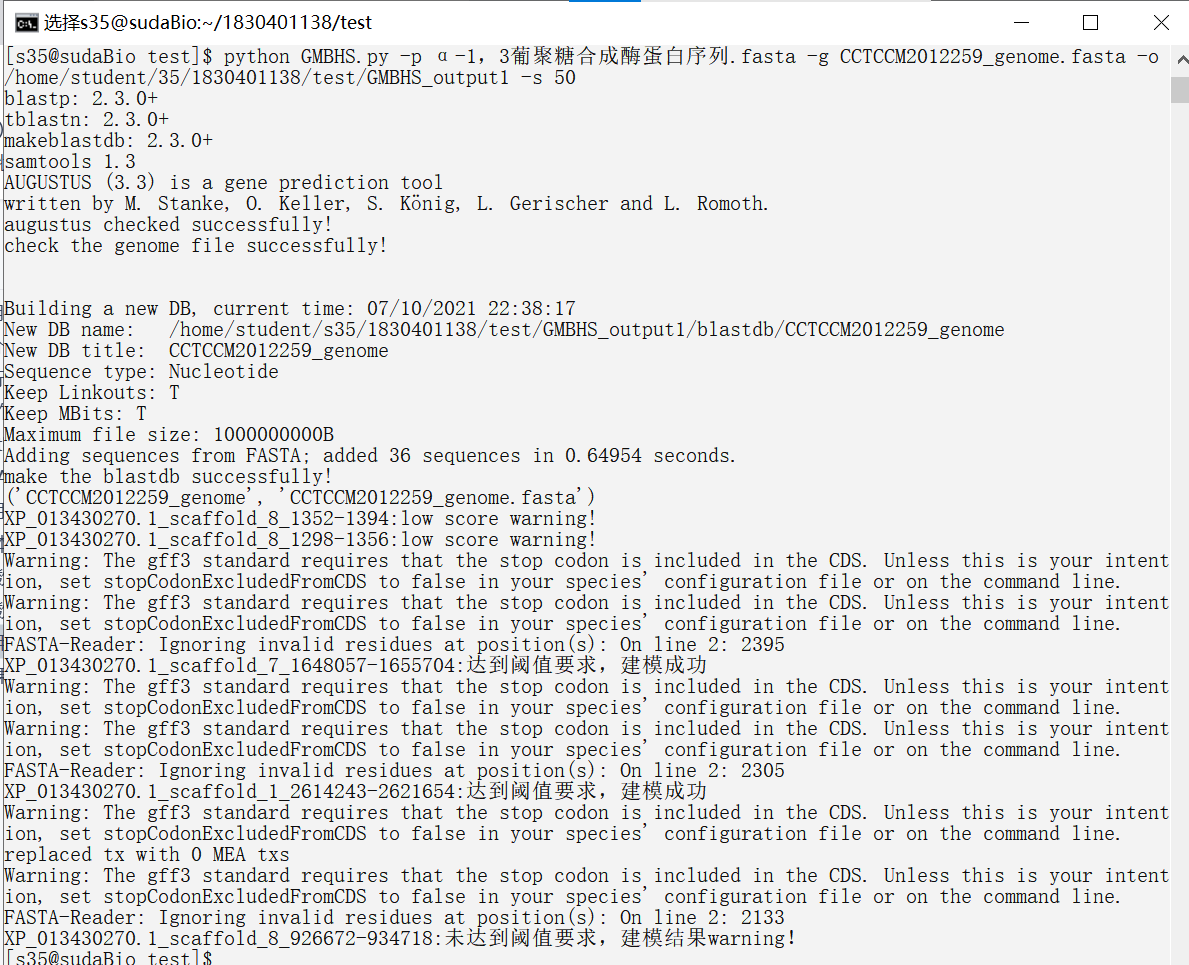 选择s35@sudaBio:~/1830401138/test
[s35@sudaBio test]$ python GMBHS.py -p α-1，3葡聚糖合成酶蛋白序列.fasta -g CCTCCM2012259_genome.fasta -o
/home/student/35/1830401138/test/GMBHS_output1 -s 50
blastp: 2.3.0+
tblastn: 2.3.0+
makeblastdb: 2.3.0+
samtools 1.3
AUGUSTUS (3.3) is a gene prediction tool
written by M. Stanke, O. Keller, S. König, L. Gerischer and L. Romoth.
augustus checked successfully!
check the genome file successfully!
Building a new DB, current time: 07/10/2021 22:38:17
New DB name:   /home/student/s35/1830401138/test/GMBHS_output1/blastdb/CCTCCM2012259_genome
New DB title:  CCTCCM2012259_genome
Sequence type: Nucleotide
Keep Linkouts: T
Keep MBits: T
Maximum file size: 1000000000B
Adding sequences from FASTA; added 36 sequences in 0.64954 seconds.
make the blastdb successfully!
('CCTCCM2012259_genome', 'CCTCCM2012259_genome.fasta')
XP_013430270.1_scaffold_8_1352-1394:low score warning!
XP_013430270.1_scaffold_8_1298-1356:low score warning!
Warning: The gff3 standard requires that the stop codon is included in the CDS. Unless this is your intent
ion, set stopCodonExcludedFromCDS to false in your species' configuration file or on the command line.
Warning: The gff3 standard requires that the stop codon is included in the CDS. Unless this is your intent
ion, set stopCodonExcludedFromCDS to false in your species' configuration file or on the command line.
FASTA-Reader: Ignoring invalid residues at position(s): On line 2: 2395
XP_013430270.1_scaffold_7_1648057-1655704:达到阈值要求，建模成功
Warning: The gff3 standard requires that the stop codon is included in the CDS. Unless this is your intent
ion, set stopCodonExcludedFromCDS to false in your species' configuration file or on the command line.
Warning: The gff3 standard requires that the stop codon is included in the CDS. Unless this is your intent
ion, set stopCodonExcludedFromCDS to false in your species' configuration file or on the command line.
FASTA-Reader: Ignoring invalid residues at position(s): On line 2: 2305
XP_013430270.1_scaffold_1_2614243-2621654:达到阈值要求，建模成功
Warning: The gff3 standard requires that the stop codon is included in the CDS. Unless this is your intent
ion, set stopCodonExcludedFromCDS to false in your species' configuration file or on the command line.
replaced tx with 0 MEA txs
Warning: The gff3 standard requires that the stop codon is included in the CDS. Unless this is your intent
ion, set stopCodonExcludedFromCDS to false in your species' configuration file or on the command line.
FASTA-Reader: Ignoring invalid residues at position(s): On line 2: 2133
XP_013430270.1_scaffold_8_926672-934718:未达到阈值要求，建模结果warning!
[s35@sudaBio test]$